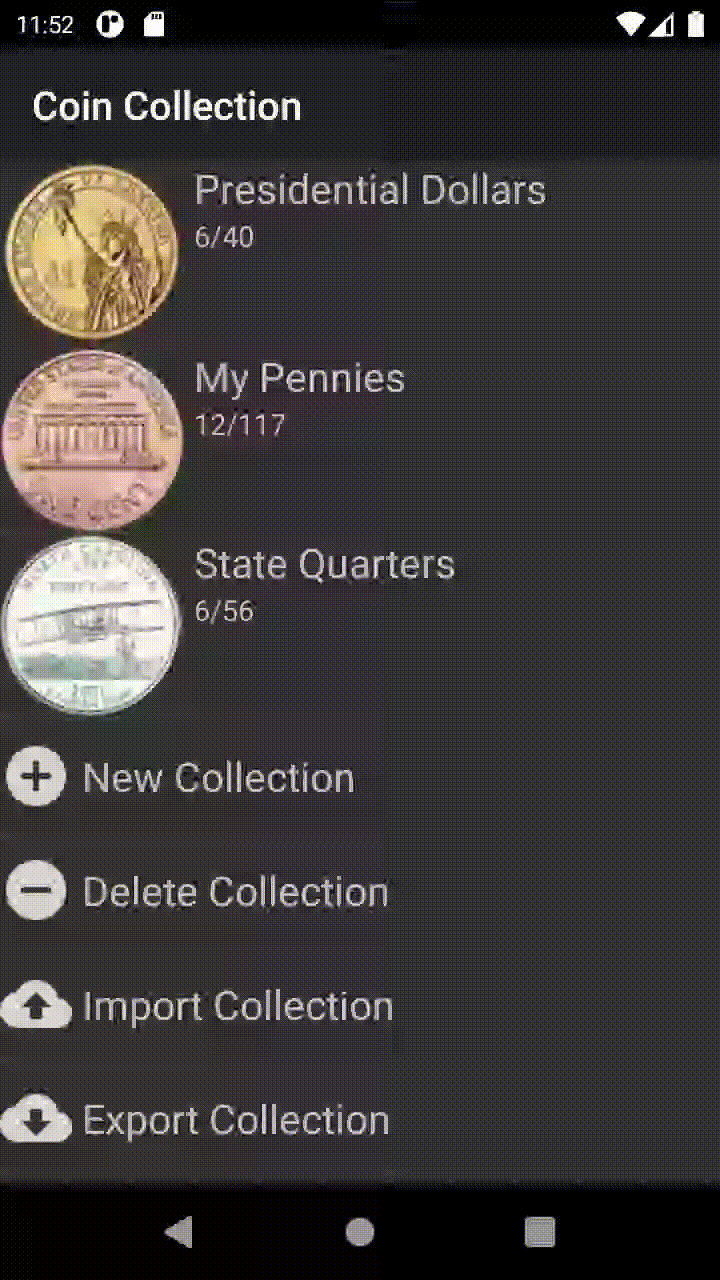 11:52
Coin Collection
Presidential Dollars
6/40
My Pennies
12/117
State Quarters
6/56
New Collection
Delete Collection
Import Collection
Export Collection